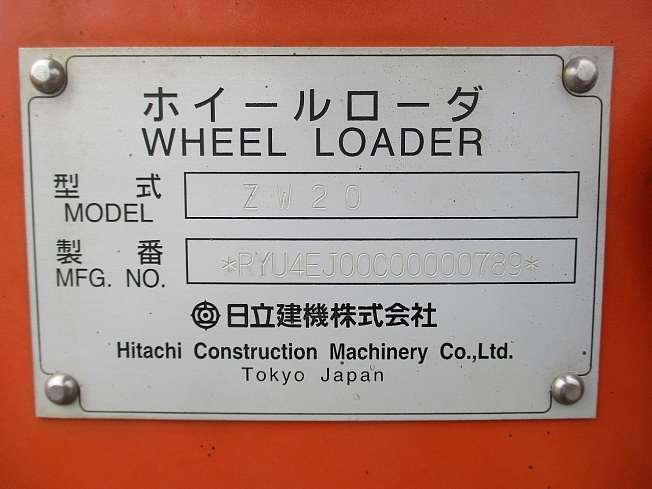 ホイールローダ
WHEEL LOADER
型 式
MODEL
ZW20
製 番
MFG. NO.
*RYU4EJ00C00000789*
日立建機株式会社
Hitachi Construction Machinery Co.,Ltd.
Tokyo Japan